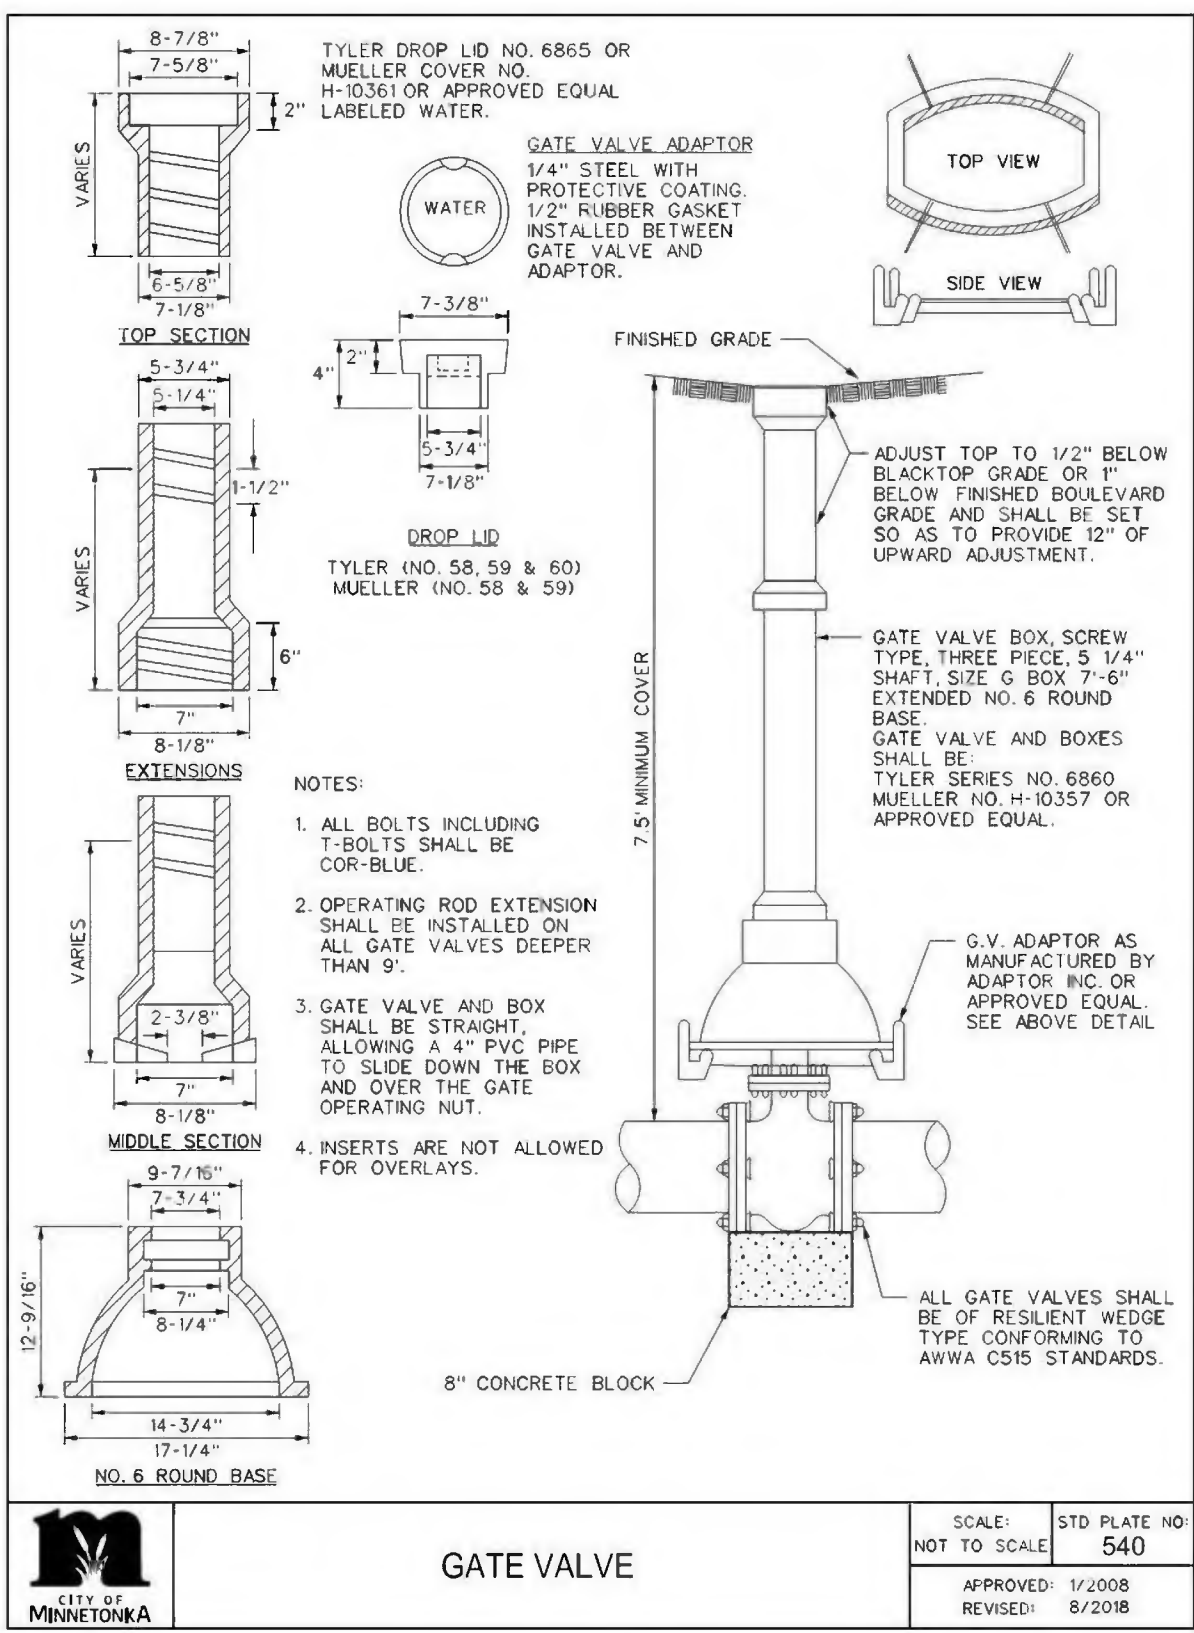 8-7/8"
7-5/8"
2"
VARIES
6-5/8"
7-1/8"
TOP SECTION
TYLER DROP LID NO. 6865 OR
MUELLER COVER NO.
H-10361 OR APPROVED EQUAL
LABELED WATER.
WATER
GATE VALVE ADAPTOR
1/4" STEEL WITH
PROTECTIVE COATING.
1/2" RUBBER GASKET
INSTALLED BETWEEN
GATE VALVE AND
ADAPTOR.
TOP VIEW
SIDE VIEW
7-3/8"
2"
4"
5-3/4"
7-1/8"
DROP LID
TYLER (NO. 58, 59 & 60)
MUELLER (NO. 58 & 59)
5-3/4"
5-1/4"
1-1/2"
VARIES
6"
7"
8-1/8"
EXTENSIONS
VARIES
2-3/8"
7"
8-1/8"
MIDDLE SECTION
9-7/16"
7-3/4"
12-9/16"
7"
8-1/4"
14-3/4"
17-1/4"
NO. 6 ROUND BASE
NOTES:
1. ALL BOLTS INCLUDING
T-BOLTS SHALL BE
COR-BLUE.
2. OPERATING ROD EXTENSION
SHALL BE INSTALLED ON
ALL GATE VALVES DEEPER
THAN 9'.
3. GATE VALVE AND BOX
SHALL BE STRAIGHT,
ALLOWING A 4" PVC PIPE
TO SLIDE DOWN THE BOX
AND OVER THE GATE
OPERATING NUT.
4. INSERTS ARE NOT ALLOWED
FOR OVERLAYS.
FINISHED GRADE
7.5' MINIMUM COVER
ADJUST TOP TO 1/2" BELOW
BLACKTOP GRADE OR 1"
BELOW FINISHED BOULEVARD
GRADE AND SHALL BE SET
SO AS TO PROVIDE 12" OF
UPWARD ADJUSTMENT.
GATE VALVE BOX, SCREW
TYPE, THREE PIECE, 5 1/4"
SHAFT, SIZE G BOX 7'-6"
EXTENDED NO. 6 ROUND
BASE.
GATE VALVE AND BOXES
SHALL BE:
TYLER SERIES NO. 6860
MUELLER NO. H-10357 OR
APPROVED EQUAL.
G.V. ADAPTOR AS
MANUFACTURED BY
ADAPTOR INC. OR
APPROVED EQUAL.
SEE ABOVE DETAIL
ALL GATE VALVES SHALL
BE OF RESILIENT WEDGE
TYPE CONFORMING TO
AWWA C515 STANDARDS.
8" CONCRETE BLOCK
m
CITY OF
MINNETONKA
GATE VALVE
SCALE:
NOT TO SCALE
STD PLATE NO:
540
APPROVED: 1/2008
REVISED: 8/2018